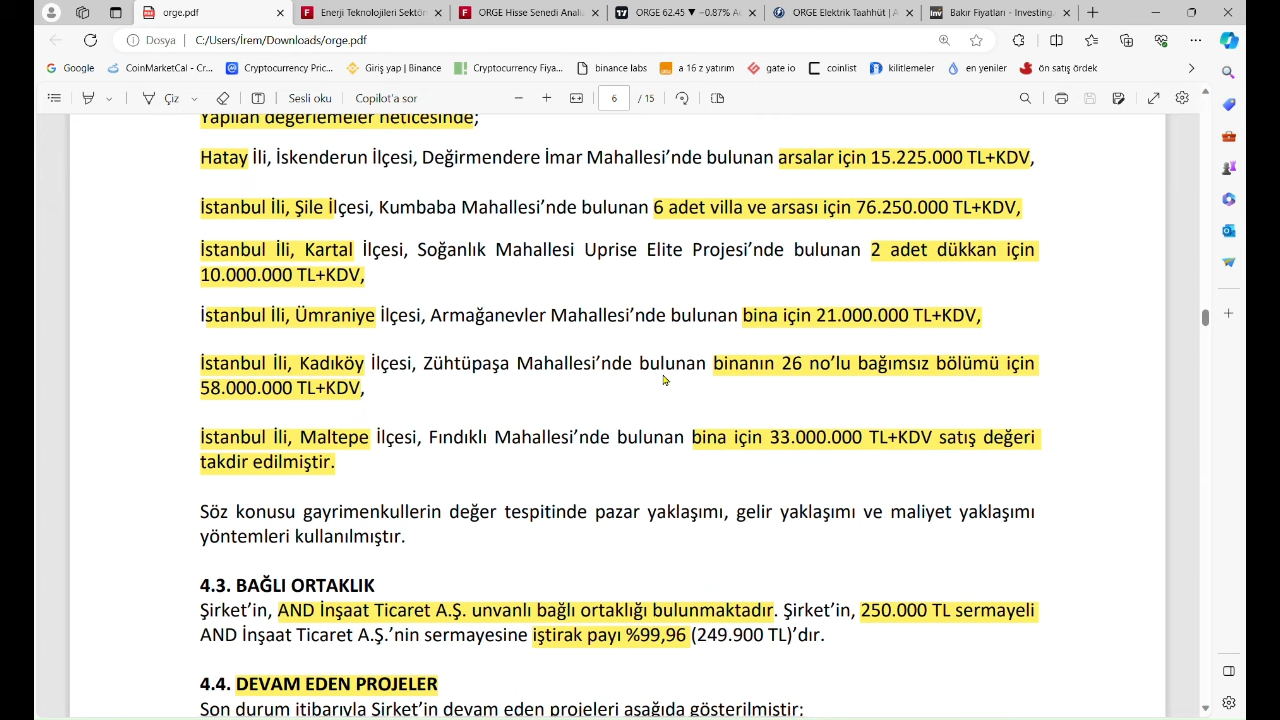 orge.pdf
Enerji Teknolojileri Sektör
ORGE Hisse Senedi Anali
ORGE 62.45 ▼ −0.87% A
ORGE Elektrik Taahhüt | A
Bakır Fiyatları - Investing.
Dosya | C:/Users/İrem/Downloads/orge.pdf
Google
CoinMarketCal - Cr...
Cryptocurrency Pric...
Giriş yap | Binance
Cryptocurrency Fiya...
binance labs
a 16 z yatırım
gate io
coinlist
kilitlemeler
en yeniler
ön satış ördek
Çiz
Sesli oku
Copilot'a sor
6 / 15
Yapılan değerlemeler neticesinde;
Hatay İli, İskenderun İlçesi, Değirmendere İmar Mahallesi'nde bulunan arsalar için 15.225.000 TL+KDV,
İstanbul İli, Şile İlçesi, Kumbaba Mahallesi'nde bulunan 6 adet villa ve arsası için 76.250.000 TL+KDV,
İstanbul İli, Kartal İlçesi, Soğanlık Mahallesi Uprise Elite Projesi'nde bulunan 2 adet dükkan için
10.000.000 TL+KDV,
İstanbul İli, Ümraniye İlçesi, Armağanevler Mahallesi'nde bulunan bina için 21.000.000 TL+KDV,
İstanbul İli, Kadıköy İlçesi, Zühtüpaşa Mahallesi'nde bulunan binanın 26 no'lu bağımsız bölümü için
58.000.000 TL+KDV,
İstanbul İli, Maltepe İlçesi, Fındıklı Mahallesi'nde bulunan bina için 33.000.000 TL+KDV satış değeri
takdir edilmiştir.
Söz konusu gayrimenkullerin değer tespitinde pazar yaklaşımı, gelir yaklaşımı ve maliyet yaklaşımı
yöntemleri kullanılmıştır.
4.3. BAĞLI ORTAKLIK
Şirket'in, AND İnşaat Ticaret A.Ş. unvanlı bağlı ortaklığı bulunmaktadır. Şirket'in, 250.000 TL sermayeli
AND İnşaat Ticaret A.Ş.'nin sermayesine iştirak payı %99,96 (249.900 TL)'dır.
4.4. DEVAM EDEN PROJELER
Son durum itibarıyla Şirket'in devam eden projeleri aşağıda gösterilmiştir;